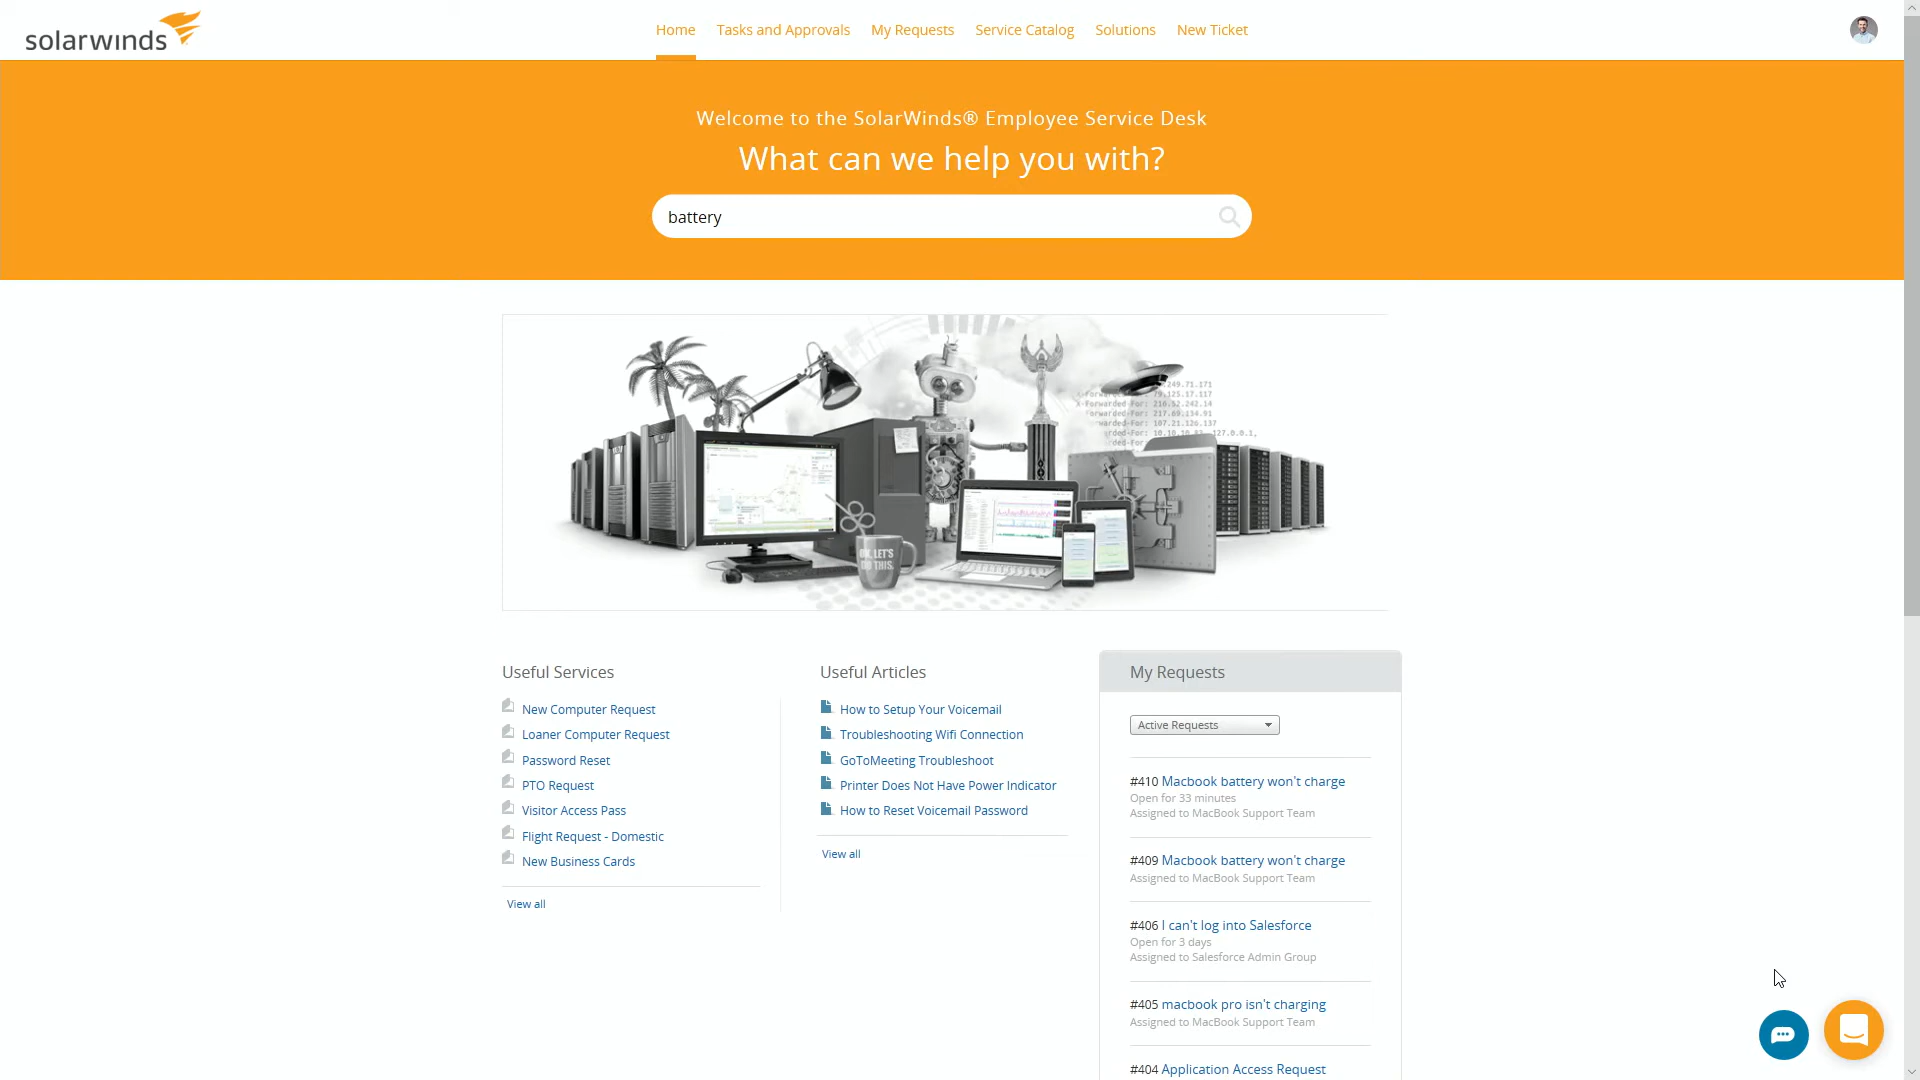 solarwinds
Home Tasks and Approvals My Requests Service Catalog Solutions New Ticket
Welcome to the SolarWinds® Employee Service Desk
What can we help you with?
battery
OK, LET'S
DO THIS.
Useful Services
New Computer Request
Loaner Computer Request
Password Reset
PTO Request
Visitor Access Pass
Flight Request - Domestic
New Business Cards
View all
Useful Articles
How to Setup Your Voicemail
Troubleshooting Wifi Connection
GoToMeeting Troubleshoot
Printer Does Not Have Power Indicator
How to Reset Voicemail Password
View all
My Requests
Active Requests
#410 Macbook battery won't charge
Open for 33 minutes
Assigned to MacBook Support Team
#409 Macbook battery won't charge
Assigned to MacBook Support Team
#406 I can't log into Salesforce
Open for 3 days
Assigned to Salesforce Admin Group
#405 macbook pro isn't charging
Assigned to MacBook Support Team
#404 Application Access Request